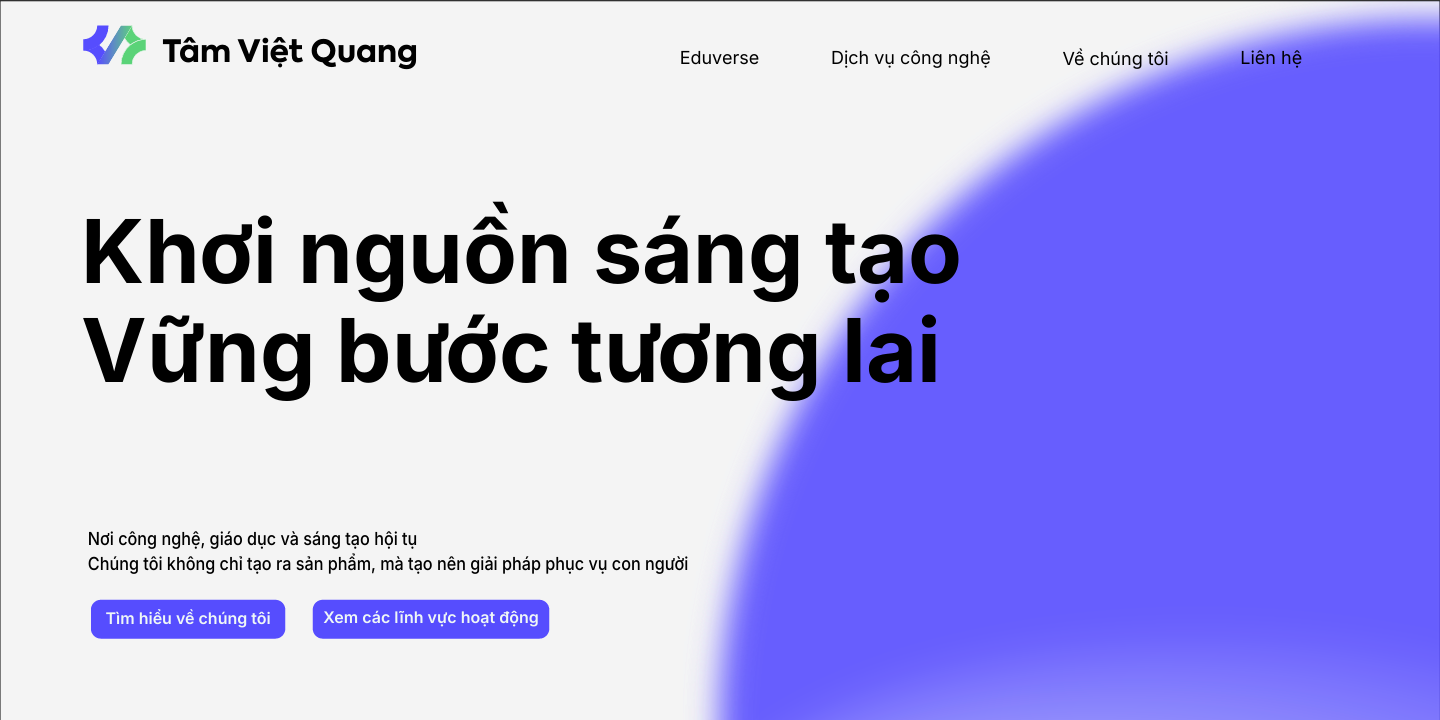 Tâm Việt Quang
Eduverse
Dịch vụ công nghệ
Về chúng tôi
Liên hệ
Khơi nguồn sáng tạo
Vững bước tương lai
Nơi công nghệ, giáo dục và sáng tạo hội tụ
Chúng tôi không chỉ tạo ra sản phẩm, mà tạo nên giải pháp phục vụ con người
Tìm hiểu về chúng tôi
Xem các lĩnh vực hoạt động